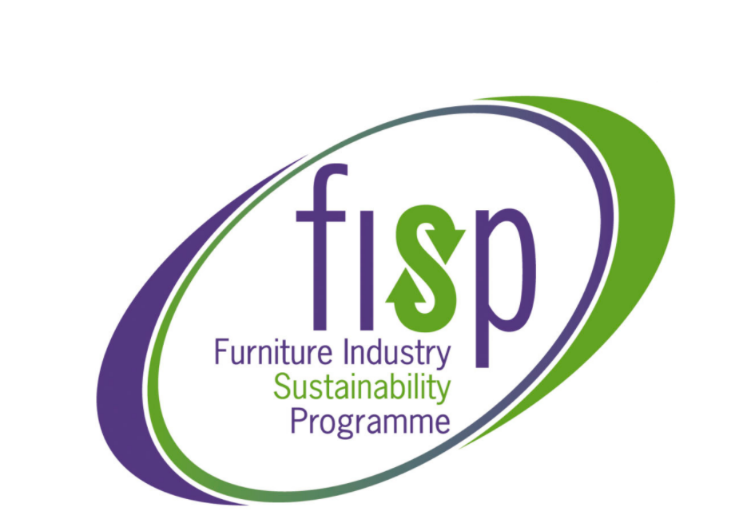 fisp
Furniture Industry
Sustainability
Programme